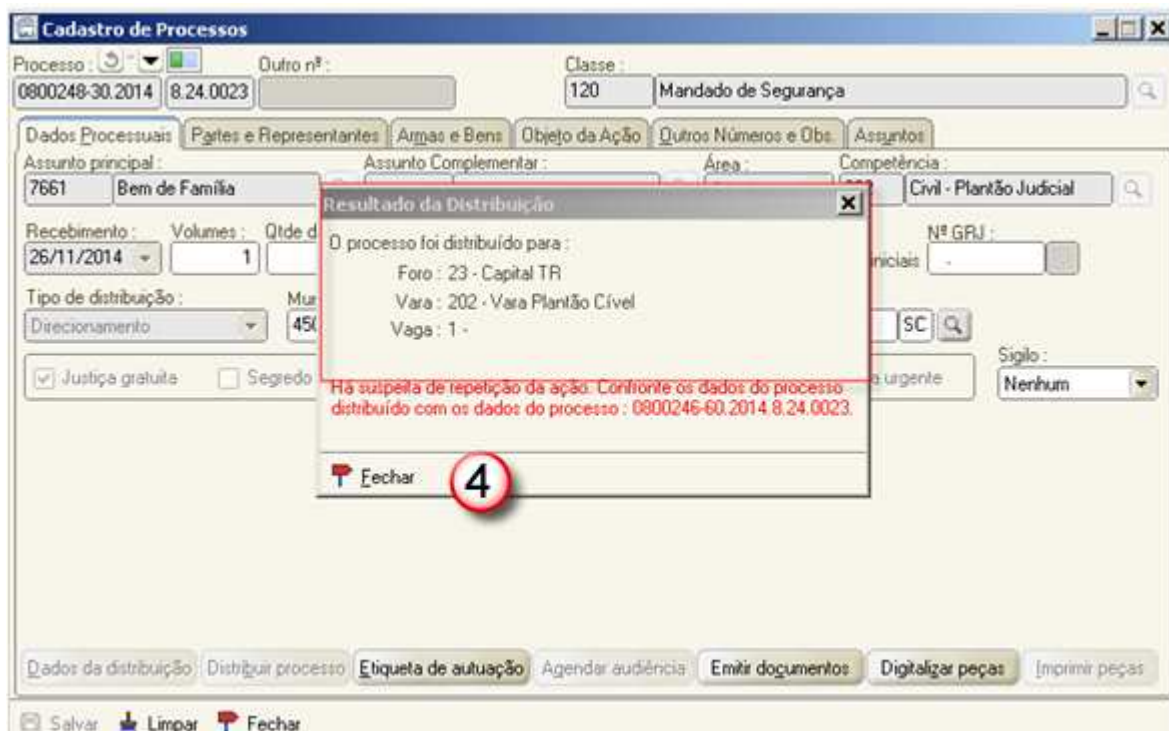 Cadastro de Processos
Processo : Outro nº : Classe :
0800248-30.2014 8.24.0023 120 Mandado de Segurança
Dados Processuais Partes e Representantes Armas e Bens Objeto da Ação Outros Números e Obs. Assuntos
Assunto principal : Assunto Complementar : Área : Competência :
7661 Bem de Família Civil - Plantão Judicial
Resultado da Distribuição
Recebimento : Volumes : Qtde d Nº GRJ :
26/11/2014 1 niciais -
O processo foi distribuído para :
Foro : 23 - Capital TR
Vara : 202 - Vara Plantão Cível
Vaga : 1 -
Tipo de distribuição : Mun
Direcionamento 450 SC
Sigilo :
Justiça gratuita Segredo urgente Nenhum
Há suspeita de repetição da ação. Confronte os dados do processo
distribuído com os dados do processo : 0800246-60.2014.8.24.0023.
Fechar 4
Dados da distribuição Distribuir processo Etiqueta de autuação Agendar audiência Emitir documentos Digitalizar peças Imprimir peças
Salvar Limpar Fechar